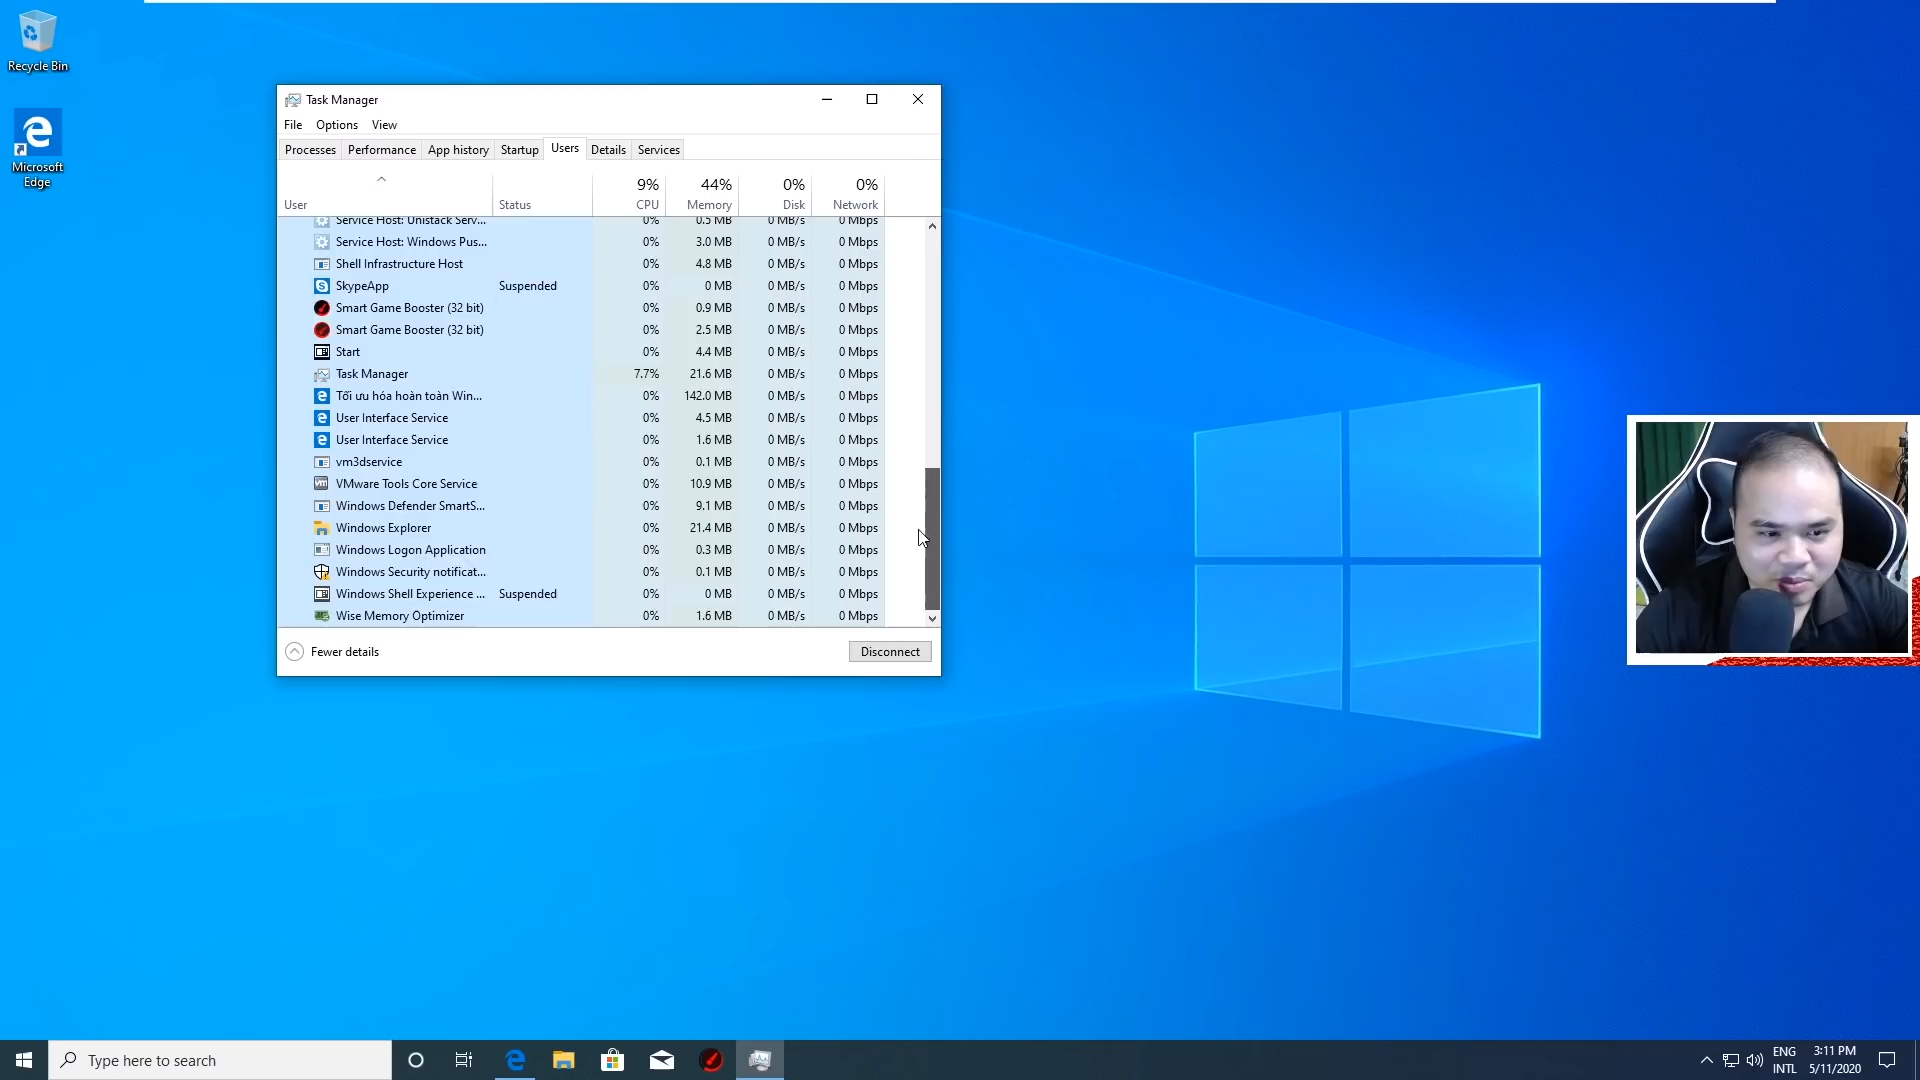 Recycle Bin
Microsoft
Edge
Task Manager
File Options View
Processes Performance App history Startup Users Details Services
9% 44% 0% 0%
User Status CPU Memory Disk Network
Service Host: Unistack Serv... 0% 0.5 MB 0 MB/s 0 Mbps
Service Host: Windows Pus... 0% 3.0 MB 0 MB/s 0 Mbps
Shell Infrastructure Host 0% 4.8 MB 0 MB/s 0 Mbps
SkypeApp Suspended 0% 0 MB 0 MB/s 0 Mbps
Smart Game Booster (32 bit) 0% 0.9 MB 0 MB/s 0 Mbps
Smart Game Booster (32 bit) 0% 2.5 MB 0 MB/s 0 Mbps
Start 0% 4.4 MB 0 MB/s 0 Mbps
Task Manager 7.7% 21.6 MB 0 MB/s 0 Mbps
Tối ưu hóa hoàn toàn Win... 0% 142.0 MB 0 MB/s 0 Mbps
User Interface Service 0% 4.5 MB 0 MB/s 0 Mbps
User Interface Service 0% 1.6 MB 0 MB/s 0 Mbps
vm3dservice 0% 0.1 MB 0 MB/s 0 Mbps
VMware Tools Core Service 0% 10.9 MB 0 MB/s 0 Mbps
Windows Defender SmartS... 0% 9.1 MB 0 MB/s 0 Mbps
Windows Explorer 0% 21.4 MB 0 MB/s 0 Mbps
Windows Logon Application 0% 0.3 MB 0 MB/s 0 Mbps
Windows Security notificat... 0% 0.1 MB 0 MB/s 0 Mbps
Windows Shell Experience ... Suspended 0% 0 MB 0 MB/s 0 Mbps
Wise Memory Optimizer 0% 1.6 MB 0 MB/s 0 Mbps
Fewer details Disconnect
Type here to search
ENG
INTL
3:11 PM
5/11/2020